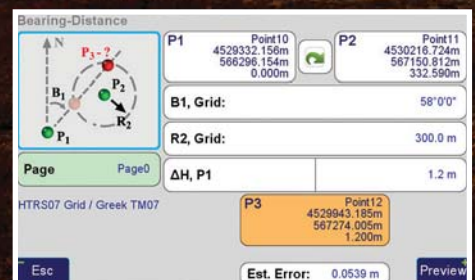 Bearing-Distance
N
P3 - ?
B1
P2
R2
P1
P1 Point10
4529332.156m
566296.154m
0.000m
P2 Point11
4530216.724m
567150.812m
332.590m
B1, Grid: 58°0'0"
R2, Grid: 300.0 m
Page Page0
ΔH, P1 1.2 m
HTRS07 Grid / Greek TM07
P3 Point12
4529943.185m
567274.005m
1.200m
Esc
Est. Error: 0.0539 m
Preview